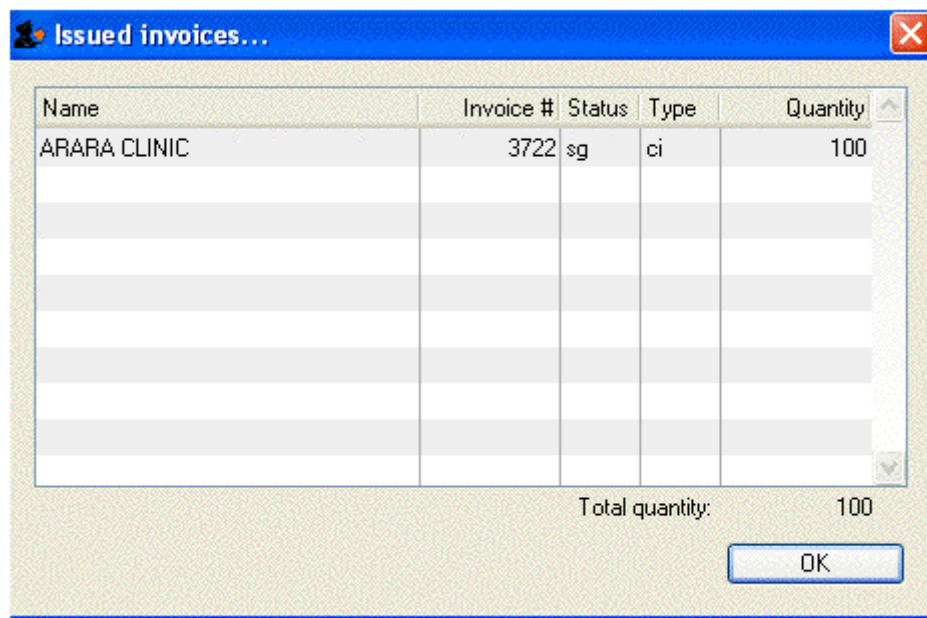 Issued invoices...
Name Invoice # Status Type Quantity
ARARA CLINIC 3722 sg ci 100
Total quantity: 100
OK